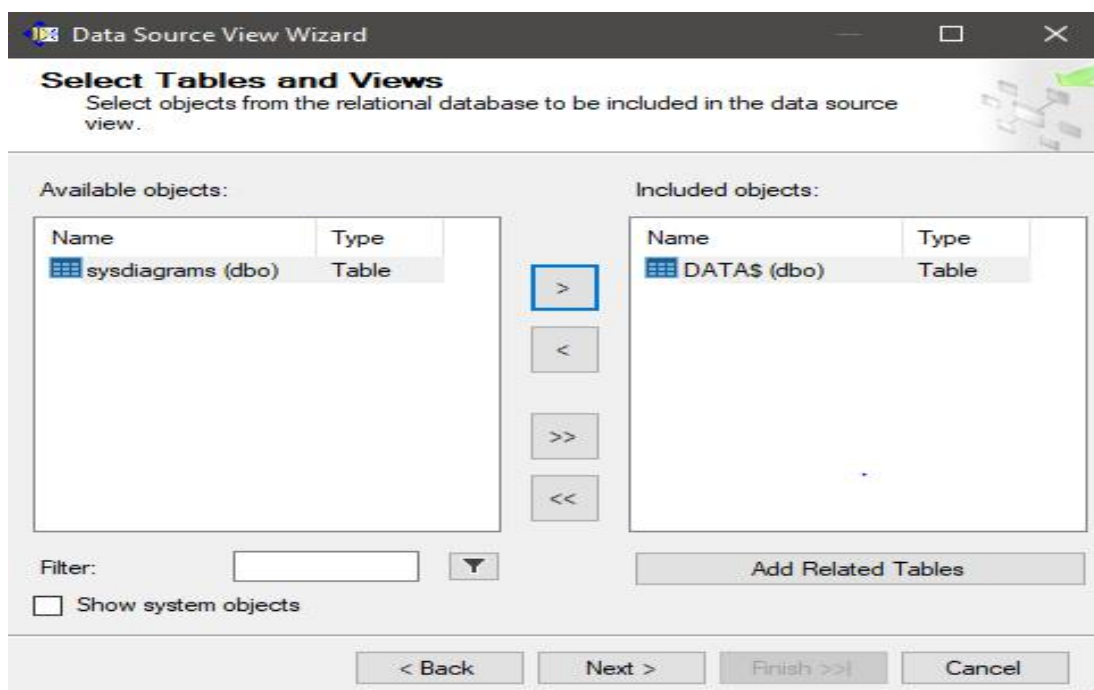 Data Source View Wizard
Select Tables and Views
Select objects from the relational database to be included in the data source
view.
Available objects:
Name Type
sysdiagrams (dbo) Table
Included objects:
Name Type
DATA$ (dbo) Table
>
<
>>
<<
Filter:
Show system objects
Add Related Tables
< Back Next > Finish >>| Cancel